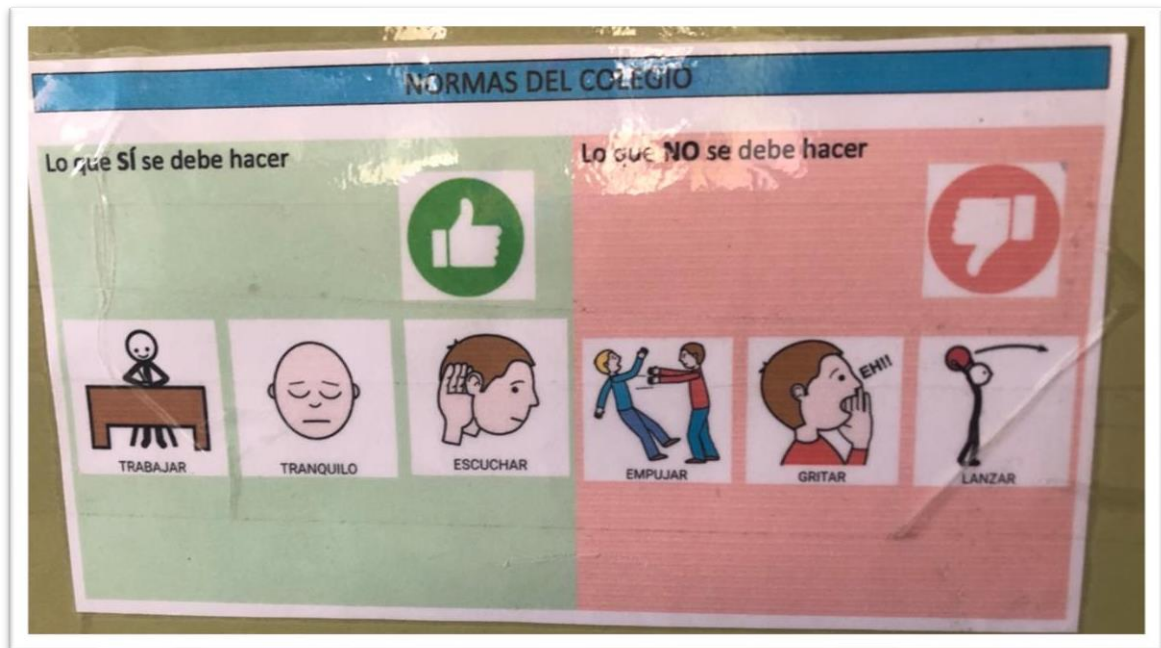 NORMAS DEL COLEGIO
Lo que SÍ se debe hacer
Lo que NO se debe hacer
TRABAJAR
TRANQUILO
ESCUCHAR
EMPUJAR
EH!!
GRITAR
LANZAR